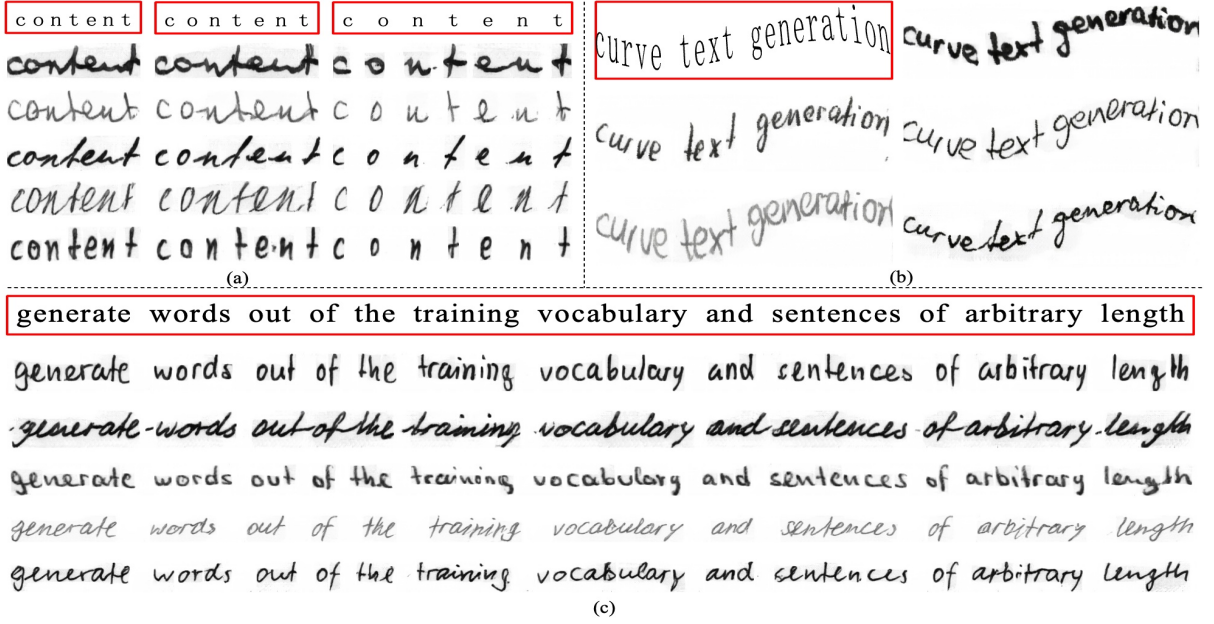 content content c o n t e n t
content content c o n t e n t
content content c o n t e n t
content content c o n t e n t
content content c o n t e n t
content content c o n t e n t
(a)
curve text generation curve text generation
curve text generation curve text generation
curve text generation curve text generation
(b)
generate words out of the training vocabulary and sentences of arbitrary length
generate words out of the training vocabulary and sentences of arbitrary length
generate words out of the training vocabulary and sentences of arbitrary length
generate words out of the training vocabulary and sentences of arbitrary length
generate words out of the training vocabulary and sentences of arbitrary length
generate words out of the training vocabulary and sentences of arbitrary length
(c)